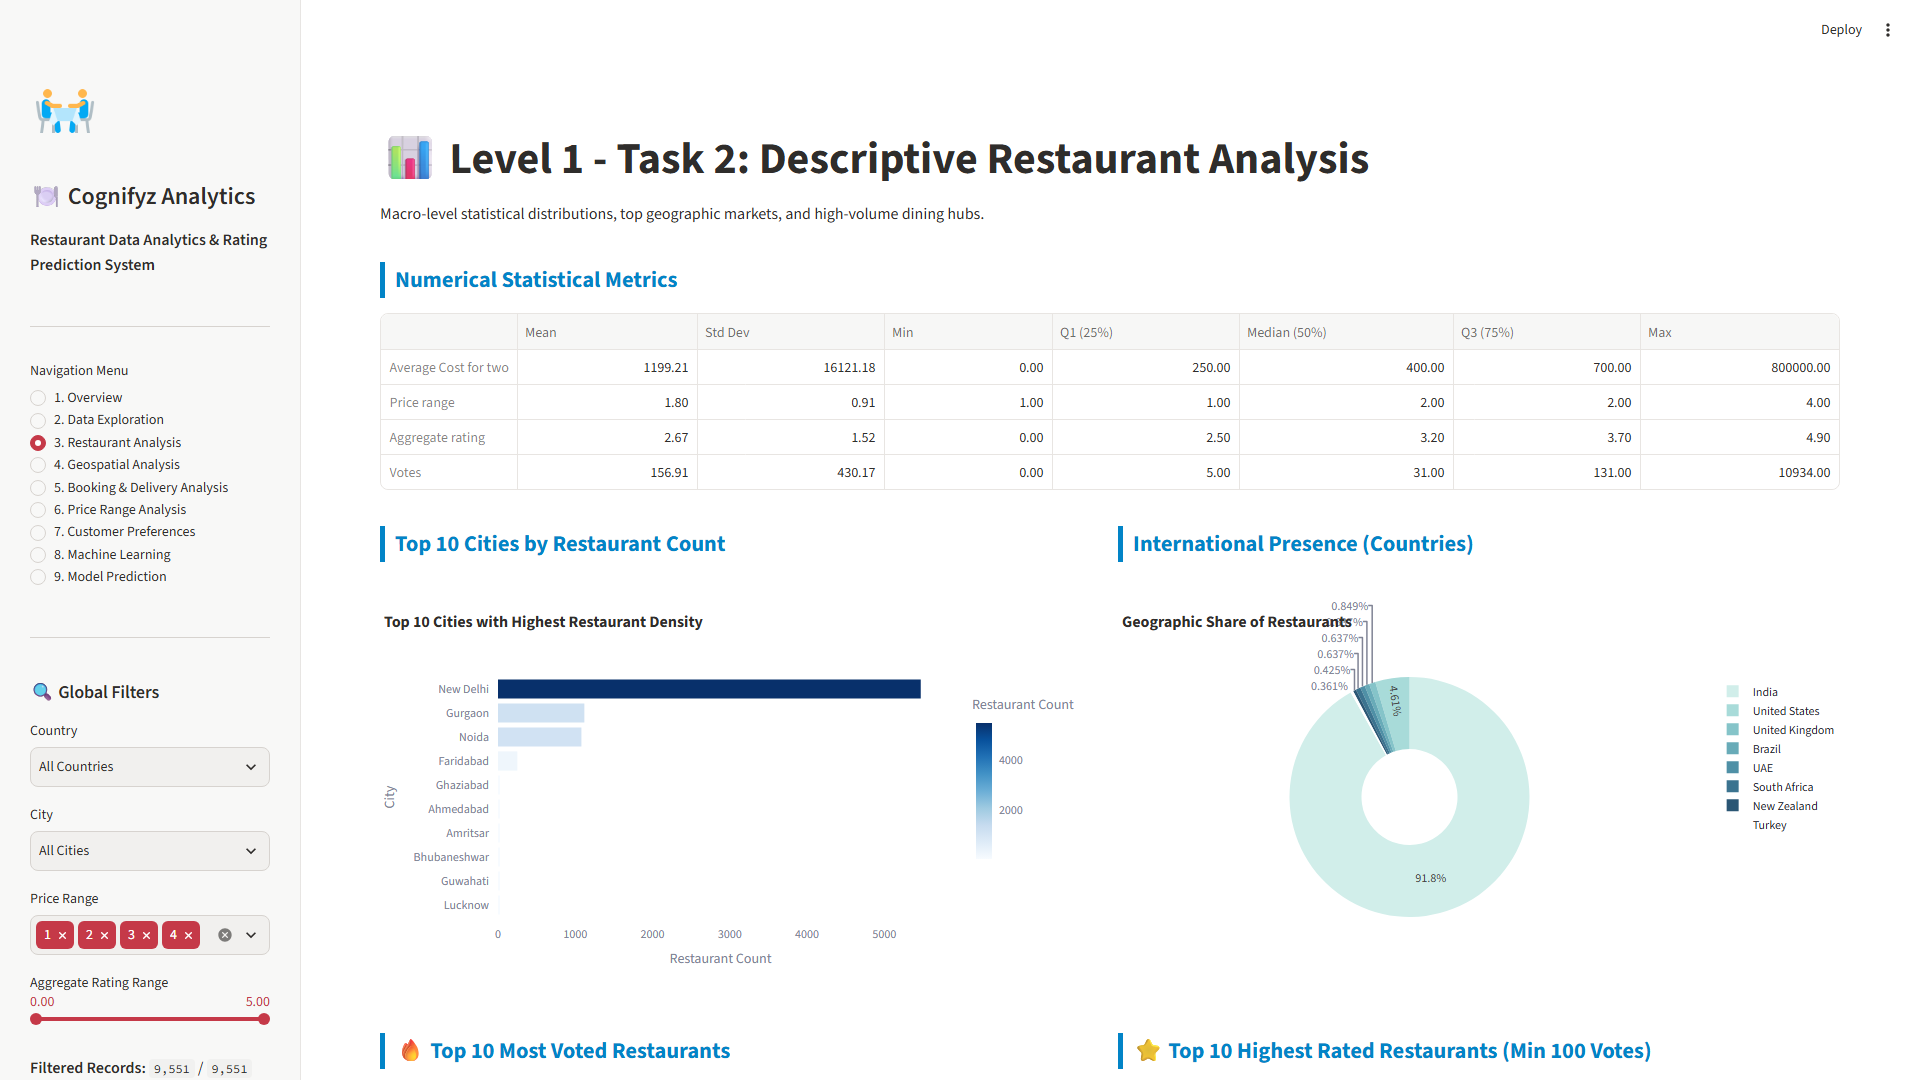 Deploy
Cognifyz Analytics
Restaurant Data Analytics & Rating
Prediction System
Navigation Menu
1. Overview
2. Data Exploration
3. Restaurant Analysis
4. Geospatial Analysis
5. Booking & Delivery Analysis
6. Price Range Analysis
7. Customer Preferences
8. Machine Learning
9. Model Prediction
Global Filters
Country
All Countries
City
All Cities
Price Range
1 × 2 × 3 × 4 ×
Aggregate Rating Range
0.00 5.00
Filtered Records: 9,551 / 9,551
Level 1 - Task 2: Descriptive Restaurant Analysis
Macro-level statistical distributions, top geographic markets, and high-volume dining hubs.
Numerical Statistical Metrics
Mean Std Dev Min Q1 (25%) Median (50%) Q3 (75%) Max
Average Cost for two 1199.21 16121.18 0.00 250.00 400.00 700.00 800000.00
Price range 1.80 0.91 1.00 1.00 2.00 2.00 4.00
Aggregate rating 2.67 1.52 0.00 2.50 3.20 3.70 4.90
Votes 156.91 430.17 0.00 5.00 31.00 131.00 10934.00
Top 10 Cities by Restaurant Count
Top 10 Cities with Highest Restaurant Density
City
New Delhi
Gurgaon
Noida
Faridabad
Ghaziabad
Ahmedabad
Amritsar
Bhubaneshwar
Guwahati
Lucknow
0 1000 2000 3000 4000 5000
Restaurant Count
Restaurant Count
4000
2000
International Presence (Countries)
Geographic Share of Restaurants
0.849%
0.637%
0.637%
0.425%
0.361%
4.61%
91.8%
India
United States
United Kingdom
Brazil
UAE
South Africa
New Zealand
Turkey
Top 10 Most Voted Restaurants
Top 10 Highest Rated Restaurants (Min 100 Votes)